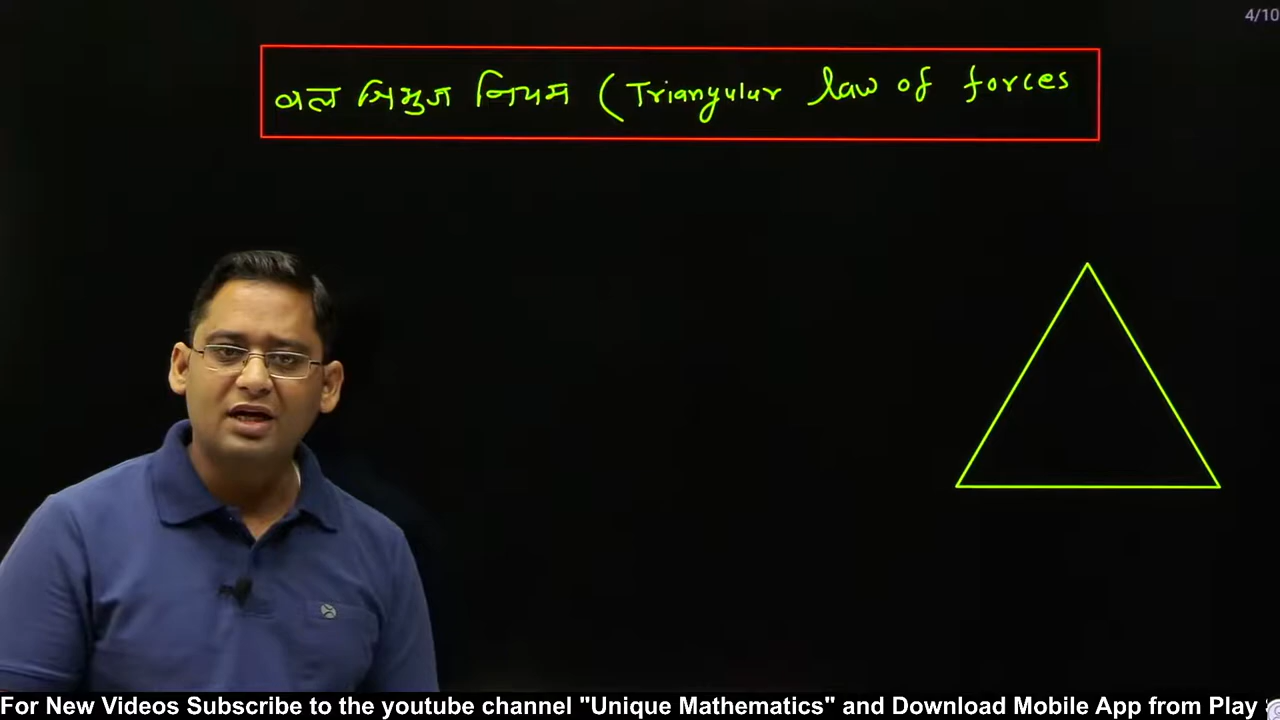 4/10
बल त्रिभुज नियम (Triangular law of forces
For New Videos Subscribe to the youtube channel "Unique Mathematics" and Download Mobile App from Play